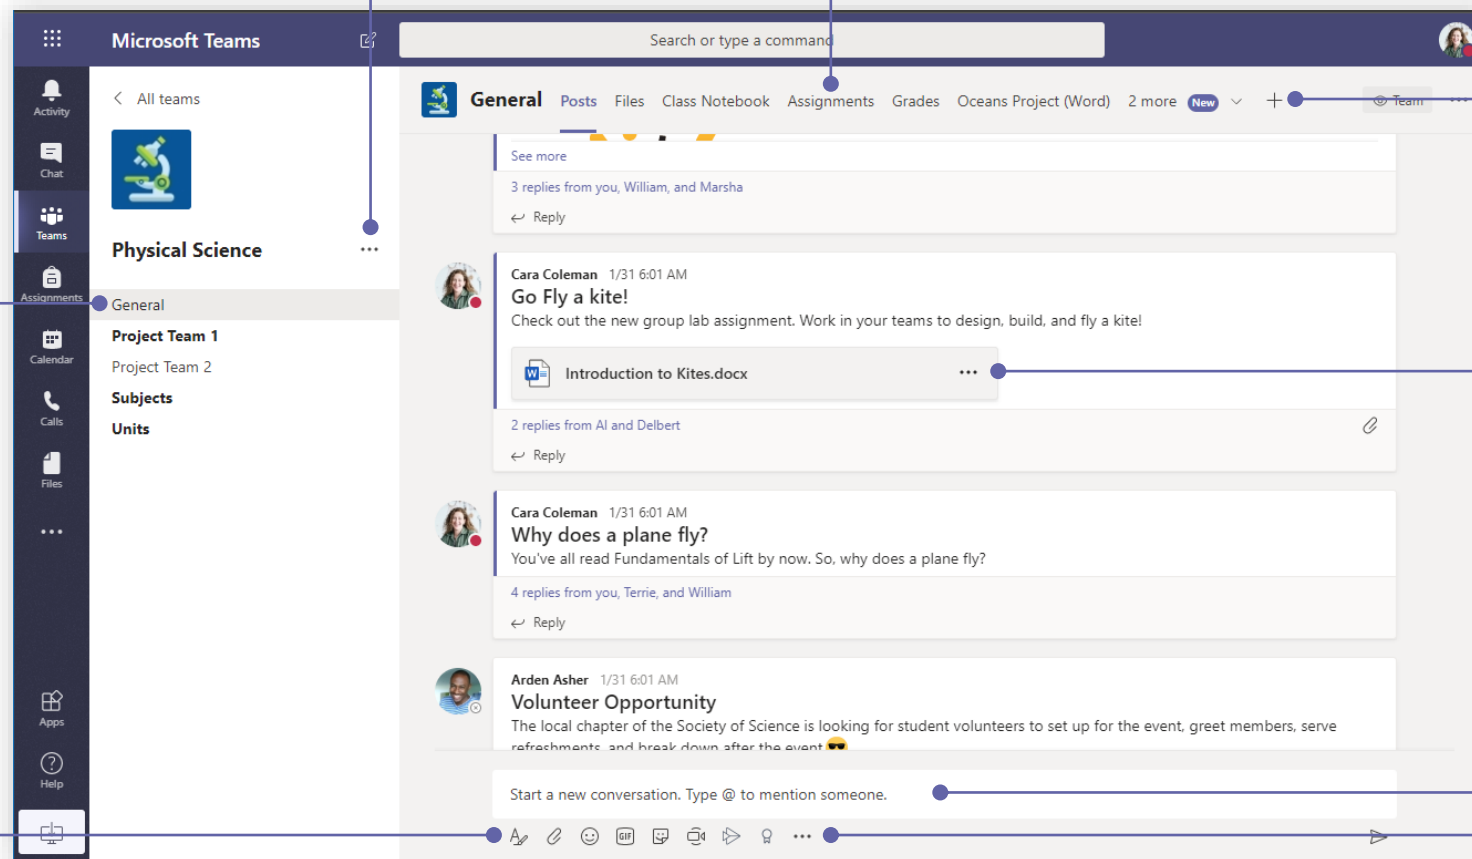 Microsoft Teams
Search or type a command
Activity
Chat
Teams
Assignments
Calendar
Calls
Files
Apps
Help
All teams
Physical Science
General
Project Team 1
Project Team 2
Subjects
Units
General Posts Files Class Notebook Assignments Grades Oceans Project (Word) 2 more New
Team
See more
3 replies from you, William, and Marsha
Reply
Cara Coleman 1/31 6:01 AM
Go Fly a kite!
Check out the new group lab assignment. Work in your teams to design, build, and fly a kite!
Introduction to Kites.docx
2 replies from Al and Delbert
Reply
Cara Coleman 1/31 6:01 AM
Why does a plane fly?
You've all read Fundamentals of Lift by now. So, why does a plane fly?
4 replies from you, Terrie, and William
Reply
Arden Asher 1/31 6:01 AM
Volunteer Opportunity
The local chapter of the Society of Science is looking for student volunteers to set up for the event, greet members, serve
refreshments, and break down after the event
Start a new conversation. Type @ to mention someone.
GIF